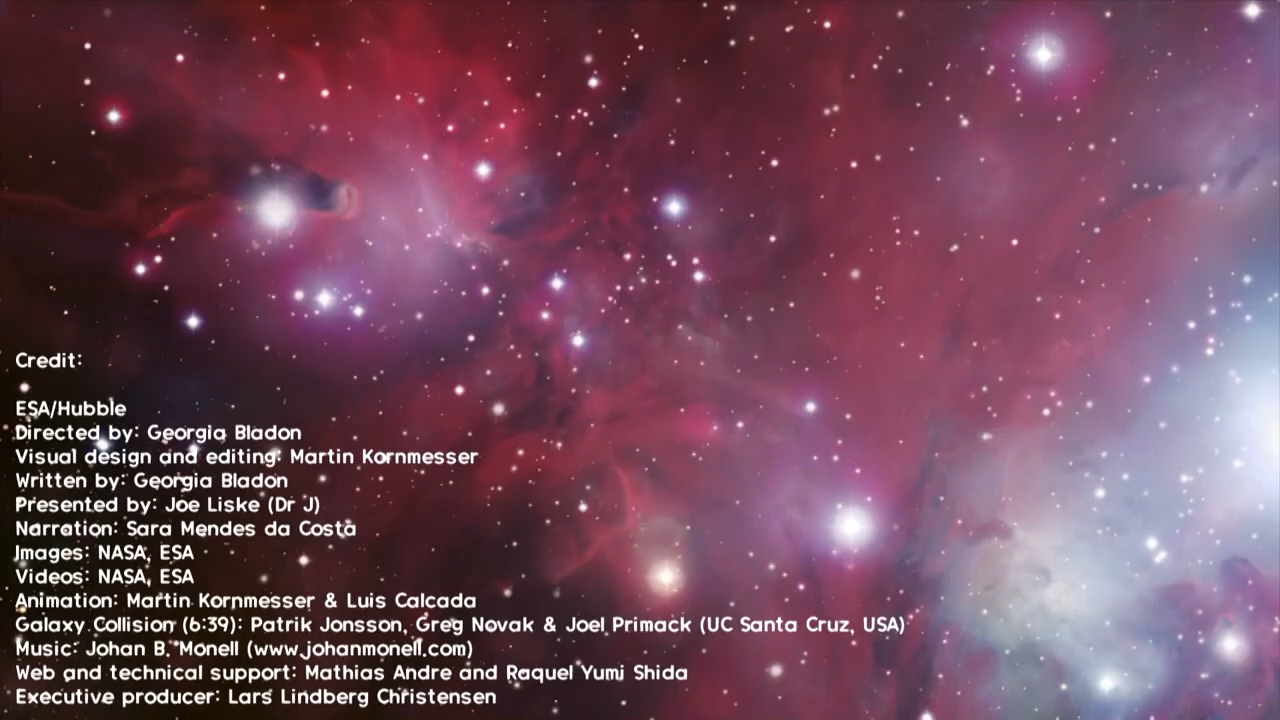 Credit:
ESA/Hubble
Directed by: Georgia Bladon
Visual design and editing: Martin Kornmesser
Written by: Georgia Bladon
Presented by: Joe Liske (Dr J)
Narration: Sara Mendes da Costa
Images: NASA, ESA
Videos: NASA, ESA
Animation: Martin Kornmesser & Luis Calcada
Galaxy Collision (6:39): Patrik Jonsson, Greg Novak & Joel Primack (UC Santa Cruz, USA)
Music: Johan B. Monell (www.johanmonell.com)
Web and technical support: Mathias Andre and Raquel Yumi Shida
Executive producer: Lars Lindberg Christensen